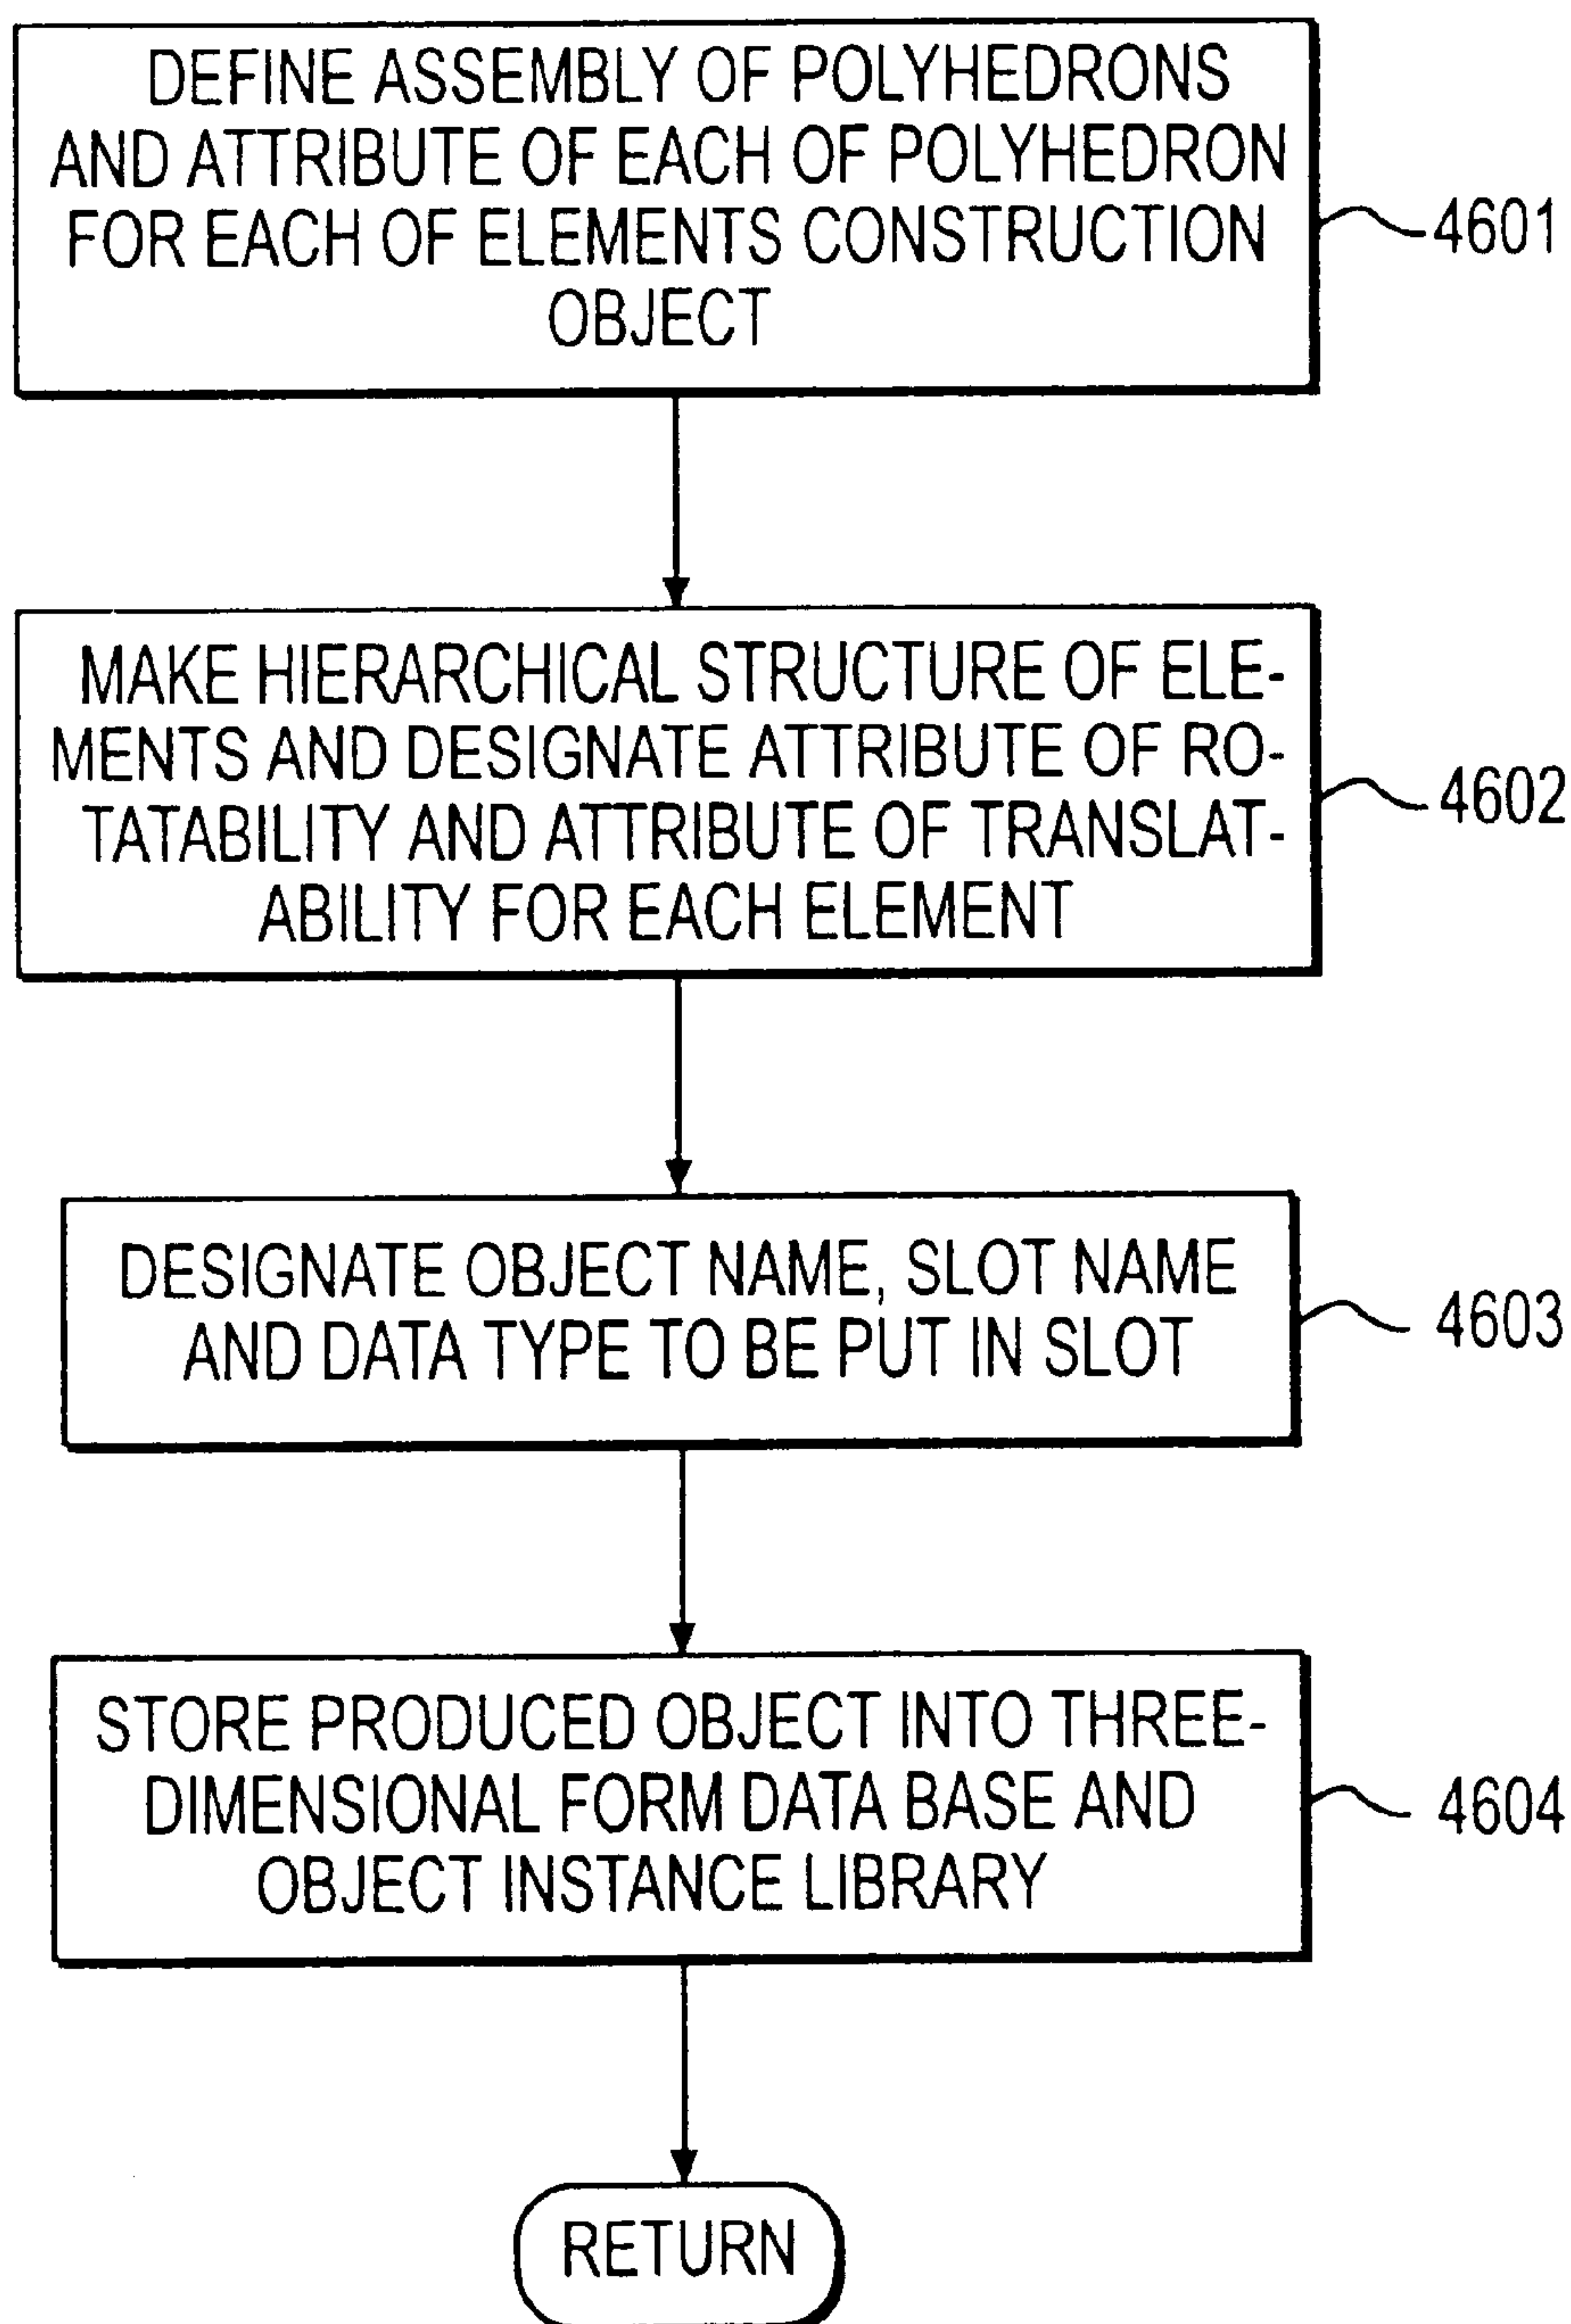 DEFINE ASSEMBLY OF POLYHEDRONS
AND ATTRIBUTE OF EACH OF POLYHEDRON
FOR EACH OF ELEMENTS CONSTRUCTION
OBJECT
4601
MAKE HIERARCHICAL STRUCTURE OF ELE-
MENTS AND DESIGNATE ATTRIBUTE OF RO-
TATABILITY AND ATTRIBUTE OF TRANSLAT-
ABILITY FOR EACH ELEMENT
4602
DESIGNATE OBJECT NAME, SLOT NAME
AND DATA TYPE TO BE PUT IN SLOT
4603
STORE PRODUCED OBJECT INTO THREE-
DIMENSIONAL FORM DATA BASE AND
OBJECT INSTANCE LIBRARY
4604
RETURN